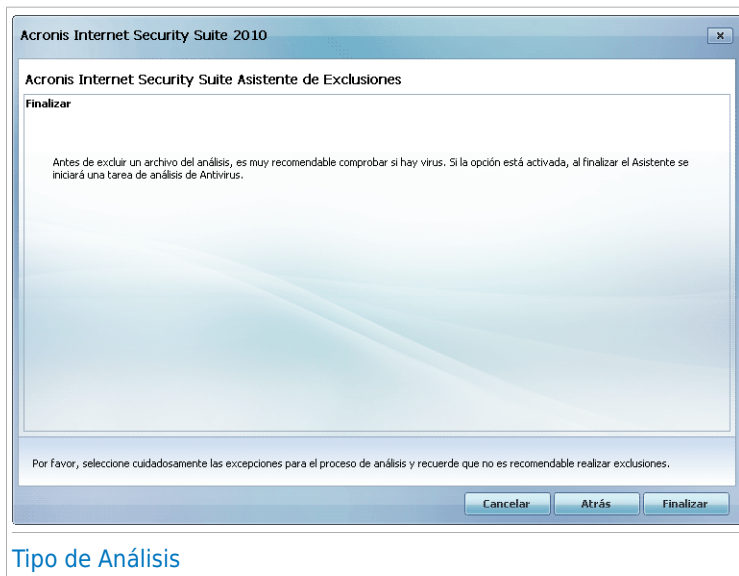 Acronis Internet Security Suite 2010
Acronis Internet Security Suite Asistente de Exclusiones
Finalizar
Antes de excluir un archivo del análisis, es muy recomendable comprobar si hay virus. Si la opción está activada, al finalizar el Asistente se
iniciará una tarea de análisis de Antivirus.
Por favor, seleccione cuidadosamente las excepciones para el proceso de análisis y recuerde que no es recomendable realizar exclusiones.
Cancelar Atrás Finalizar
Tipo de Análisis